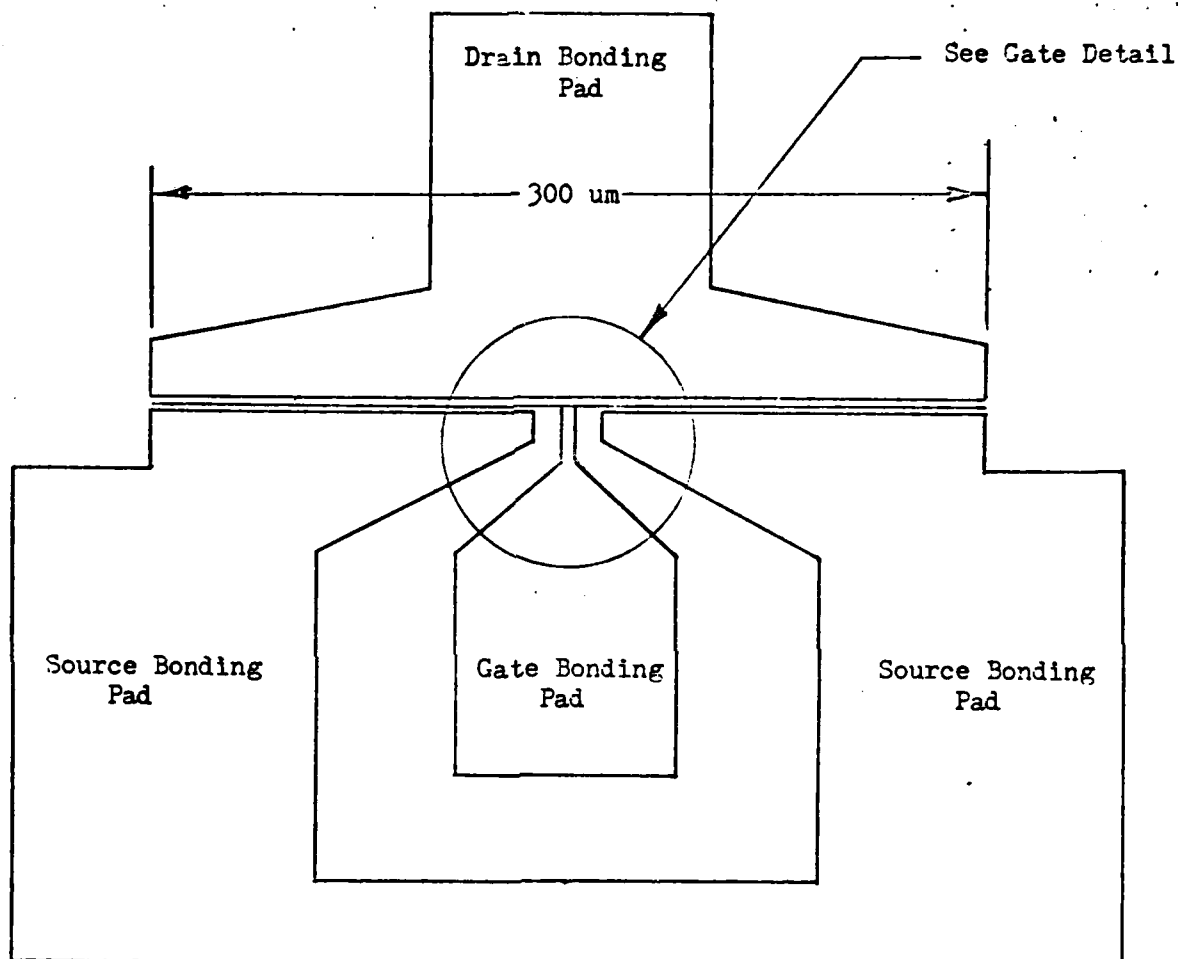 Drain Bonding
Pad
See Gate Detail
300 um
Source Bonding
Pad
Gate Bonding
Pad
Source Bonding
Pad